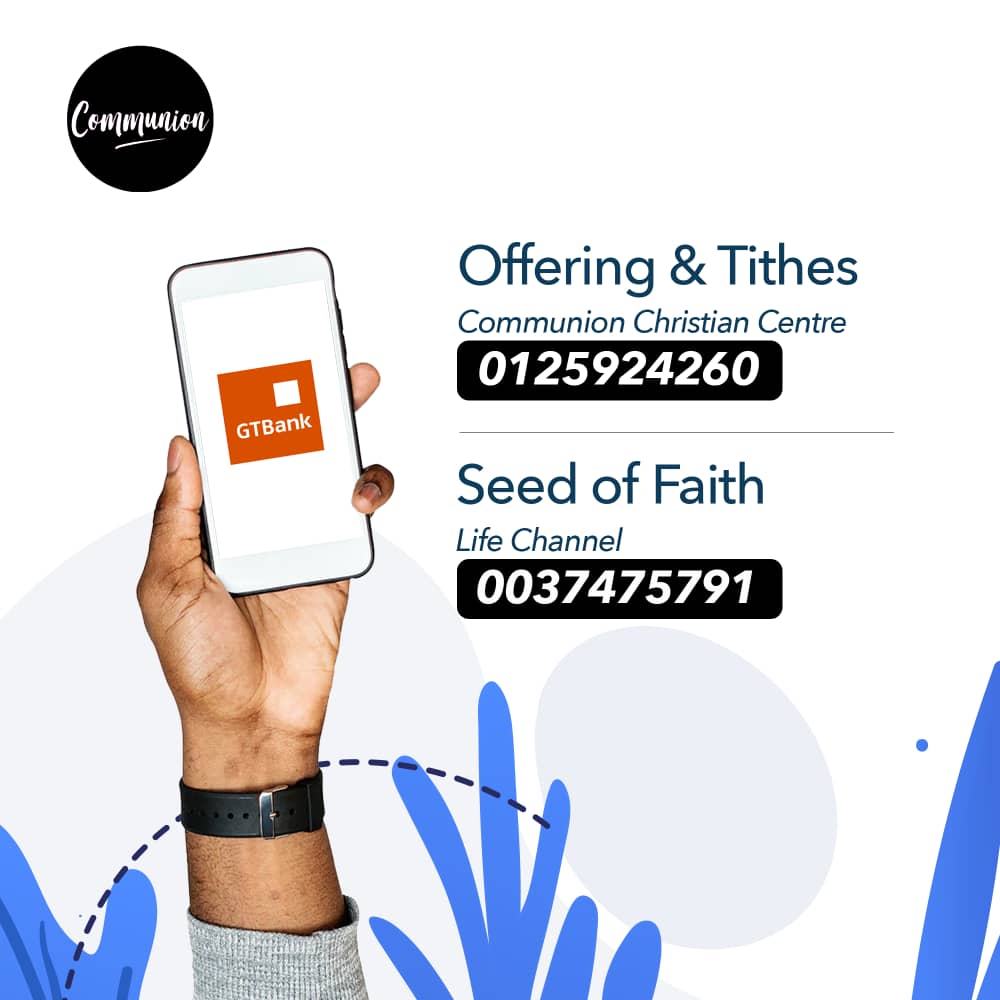 Communion
Offering & Tithes
Communion Christian Centre
0125924260
GTBank
Seed of Faith
Life Channel
0037475791